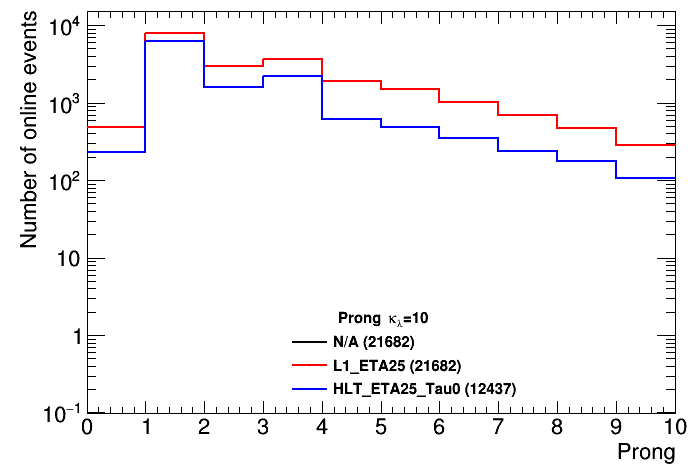 Number of online events
10⁴
10³
10²
10
1
10⁻¹
Prong κλ=10
N/A (21682)
L1_ETA25 (21682)
HLT_ETA25_Tau0 (12437)
0 1 2 3 4 5 6 7 8 9 10
Prong